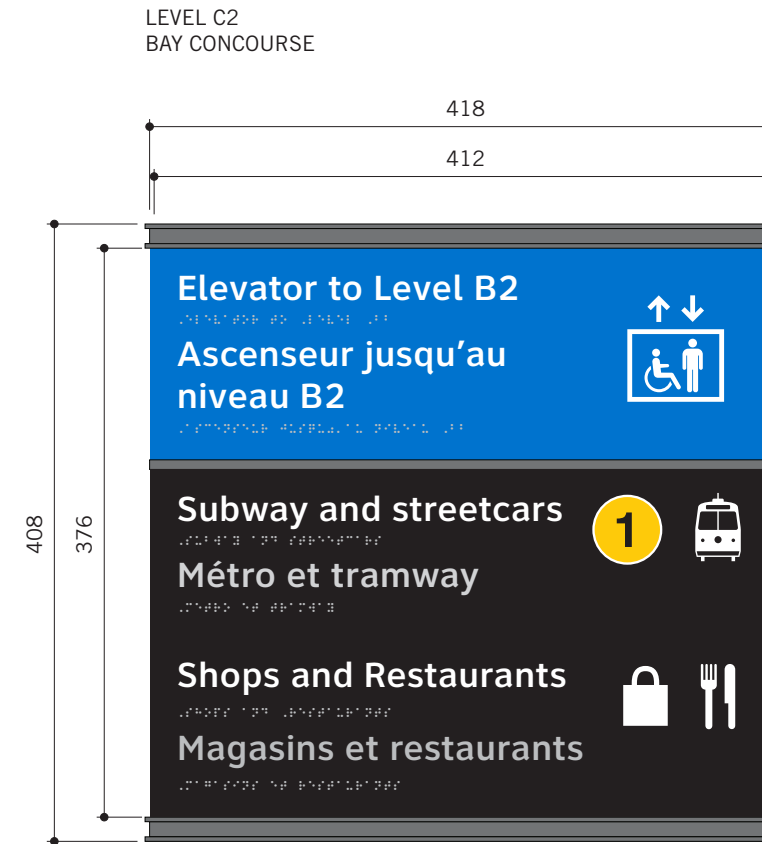 LEVEL C2
BAY CONCOURSE
418
412
408
376
Elevator to Level B2
Ascenseur jusqu’au
niveau B2
Subway and streetcars
1
Métro et tramway
Shops and Restaurants
Magasins et restaurants